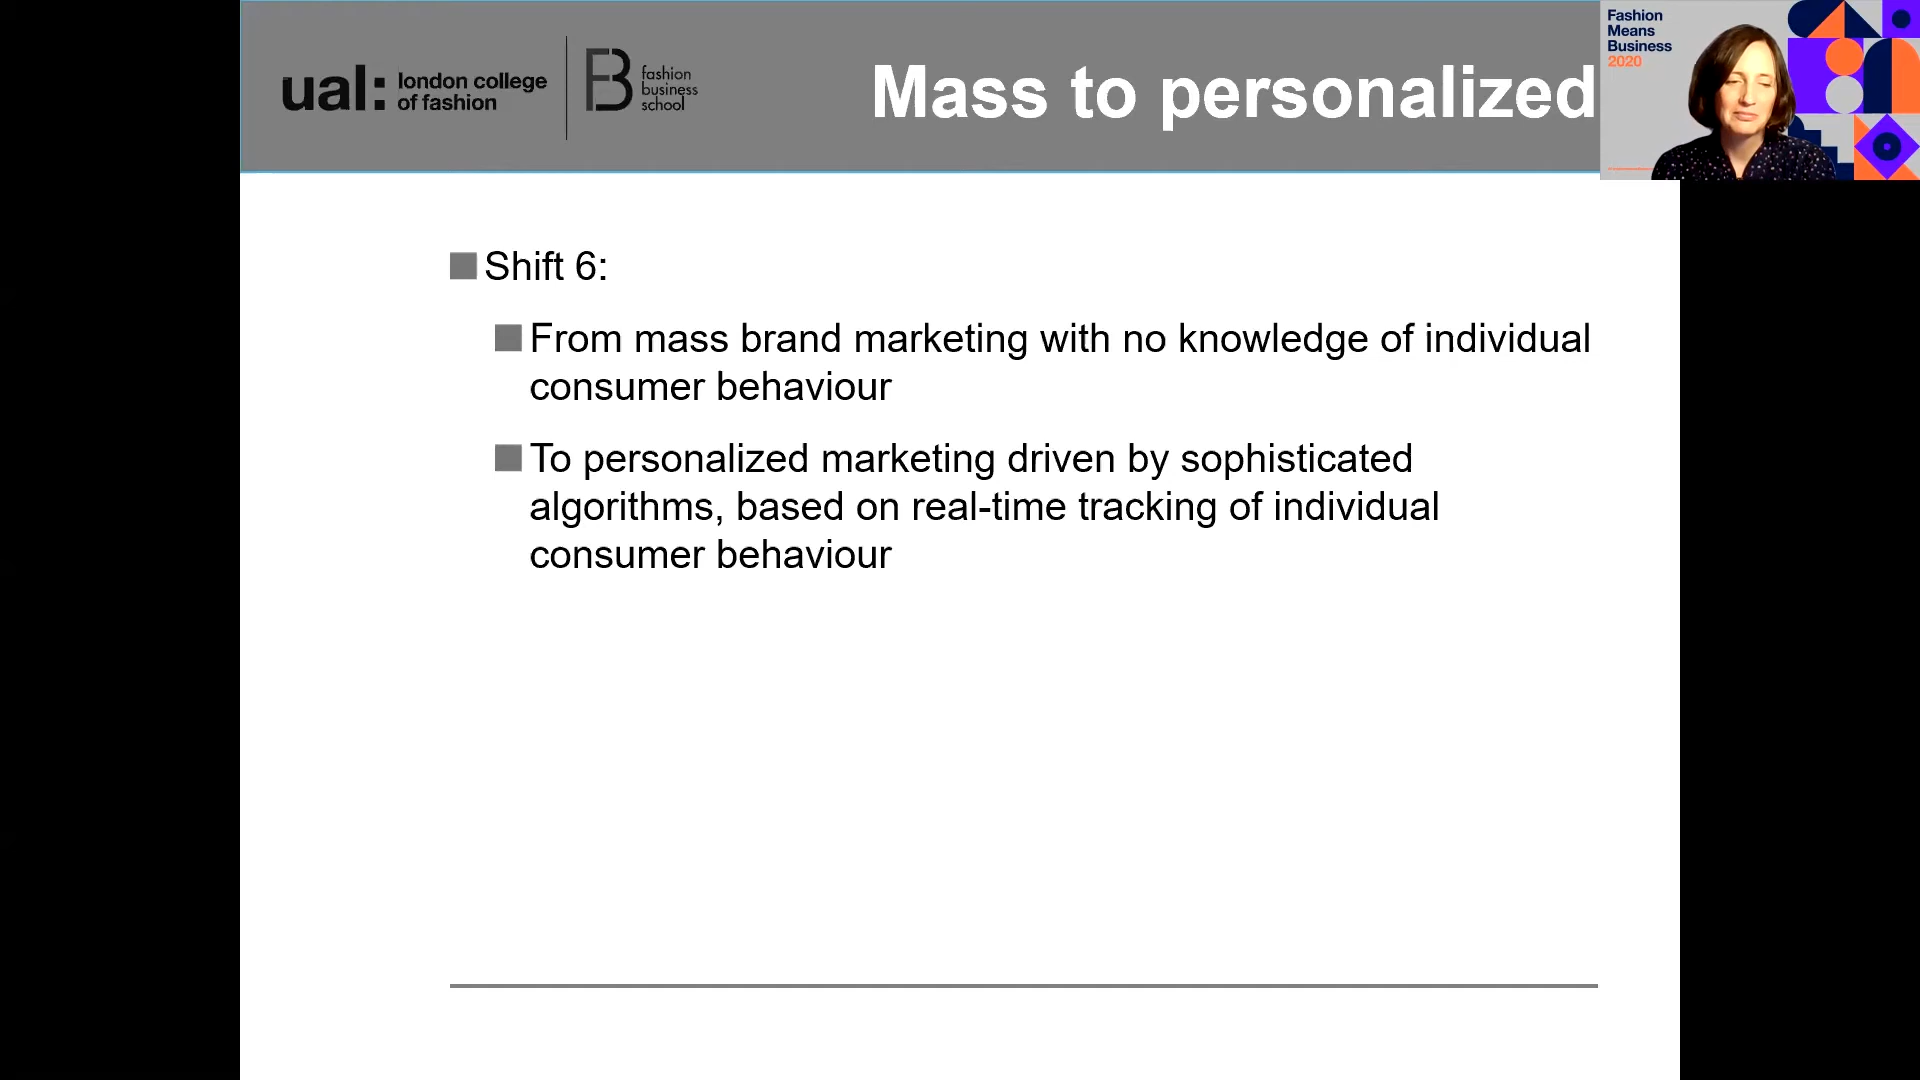 ual: london college
of fashion
fashion
business
school
Mass to personalized
Fashion
Means
Business
2020
Shift 6:
From mass brand marketing with no knowledge of individual
consumer behaviour
To personalized marketing driven by sophisticated
algorithms, based on real-time tracking of individual
consumer behaviour